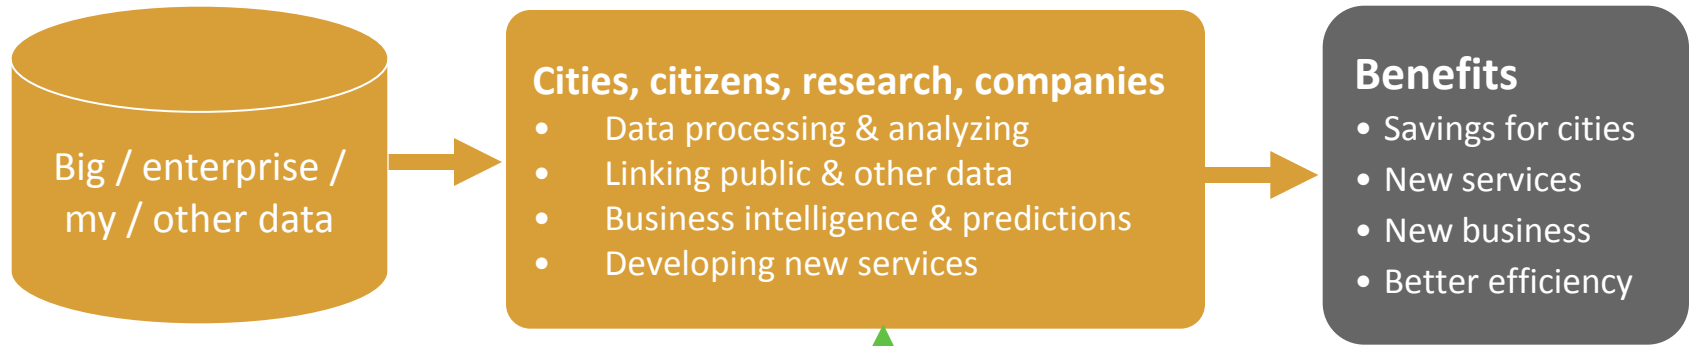 Big / enterprise /
my / other data
Cities, citizens, research, companies
• Data processing & analyzing
• Linking public & other data
• Business intelligence & predictions
• Developing new services
Benefits
• Savings for cities
• New services
• New business
• Better efficiency